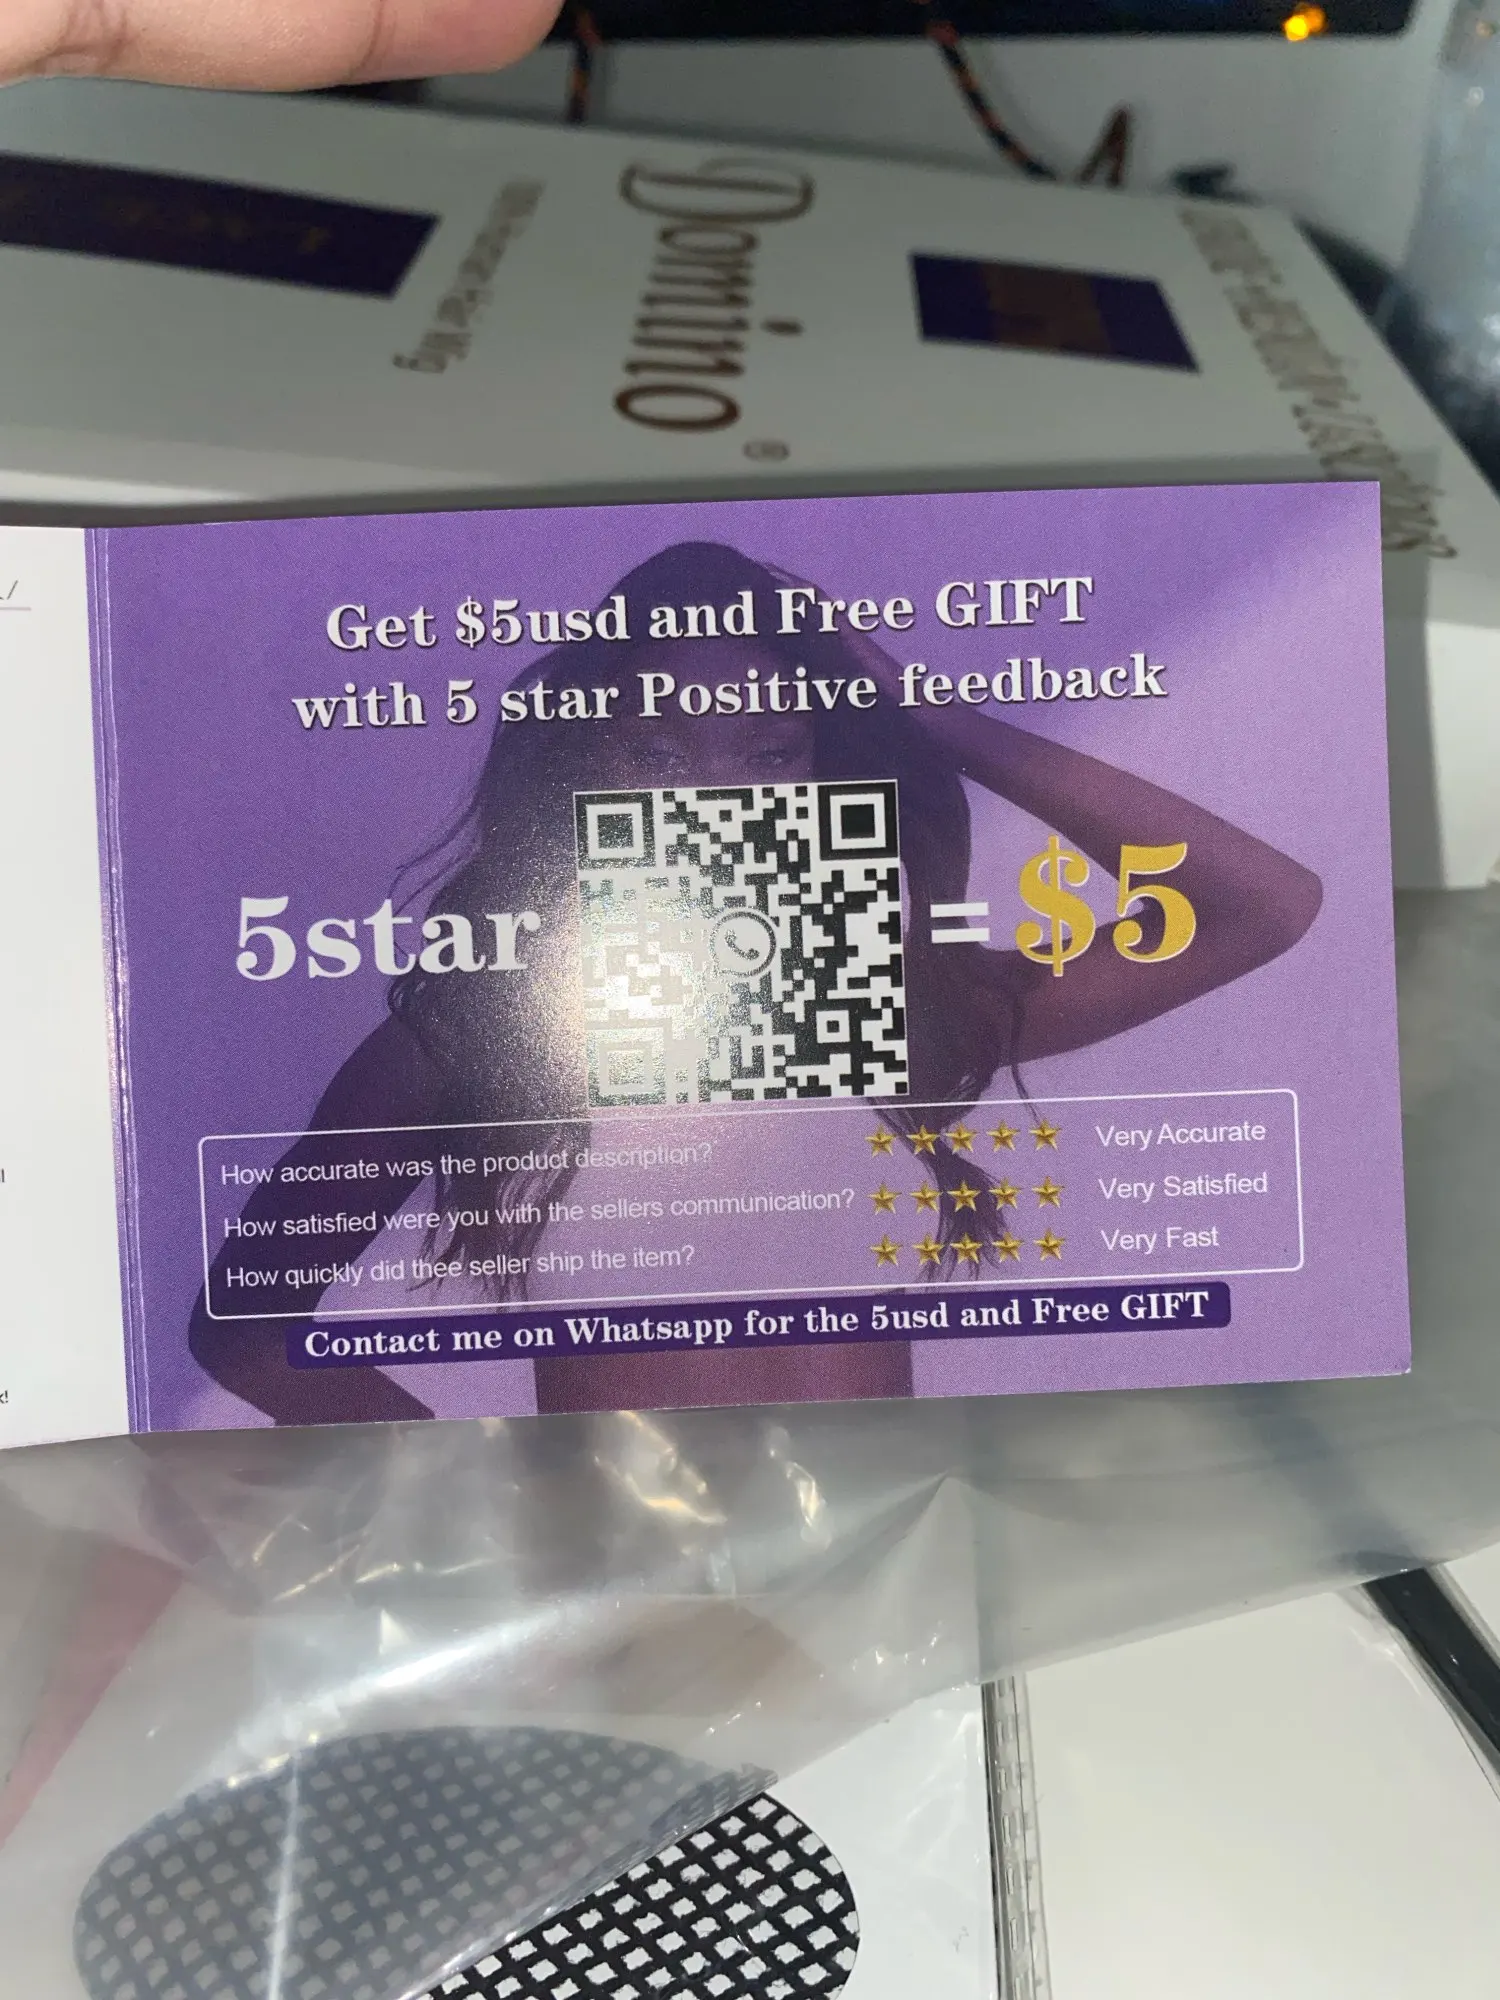 Domino
®
Get $5usd and Free GIFT
with 5 star Positive feedback
5star = $5
How accurate was the product description? Very Accurate
How satisfied were you with the sellers communication? Very Satisfied
How quickly did thee seller ship the item? Very Fast
Contact me on Whatsapp for the 5usd and Free GIFT